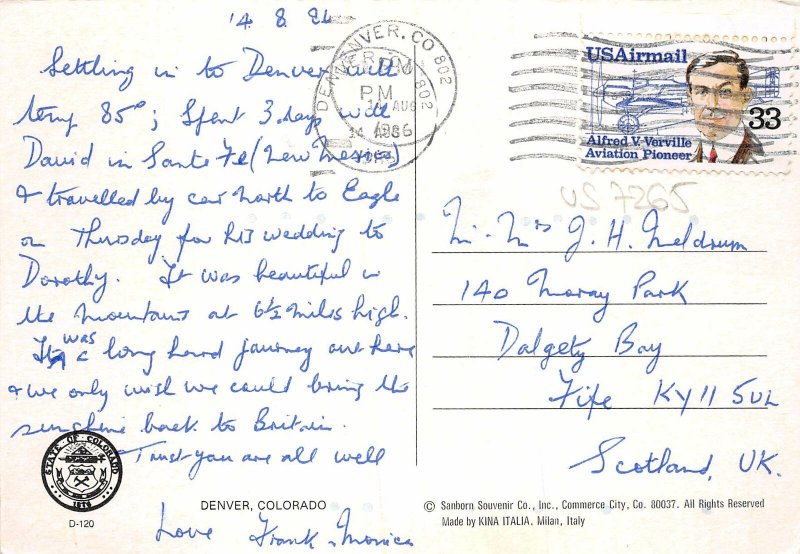 14. 8. 86
Settling in to Denver with
temp 85°; Spent 3 days with
David in Santa Fe (New Mexico)
& travelled by car north to Eagle
on Thursday for his wedding to
Dorothy. It was beautiful in
the mountains at 6½ miles high.
It was a long hard journey out here
& we only wish we could bring the
sunshine back to Britain.
Trust you are all well
Love Frank & Monica
STATE OF COLORADO
1876
D-120
DENVER, COLORADO
DENVER, CO 802
PM
14 AUG
1986
USAirmail
33
Alfred V. Verville
Aviation Pioneer
US 7265
Mr. Mrs J. H. Meldrum
140 Moray Park
Dalgety Bay
Fife KY11 5UL
Scotland, UK.
© Sanborn Souvenir Co., Inc., Commerce City, Co. 80037. All Rights Reserved
Made by KINA ITALIA. Milan, Italy